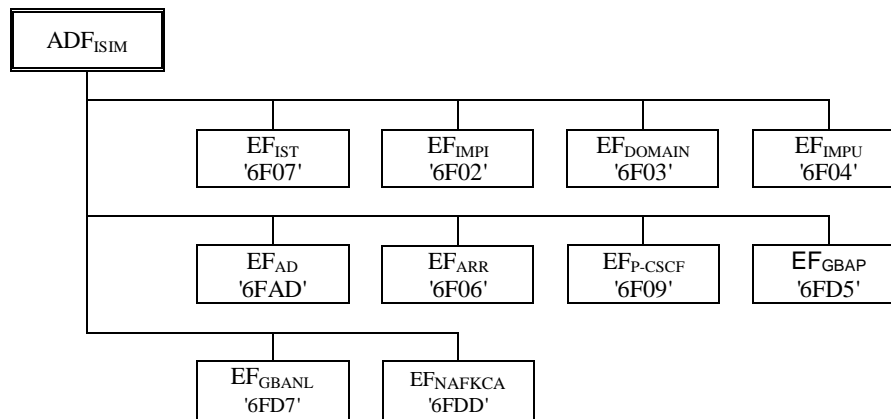 ADFISIM
EFIST
'6F07'
EFIMPI
'6F02'
EFDOMAIN
'6F03'
EFIMPU
'6F04'
EFAD
'6FAD'
EFARR
'6F06'
EFP-CSCF
'6F09'
EFGBAP
'6FD5'
EFGBANL
'6FD7'
EFNAFKCA
'6FDD'